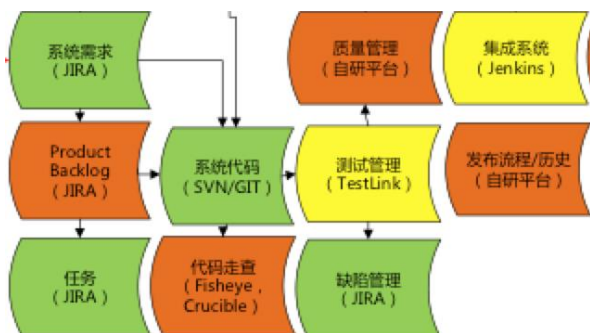 系统需求
（JIRA）
质量管理
（自研平台）
集成系统
（Jenkins）
Product
Backlog
（JIRA）
系统代码
（SVN/GIT）
测试管理
（TestLink）
发布流程/历史
（自研平台）
任务
（JIRA）
代码走查
（Fisheye，
Crucible）
缺陷管理
（JIRA）